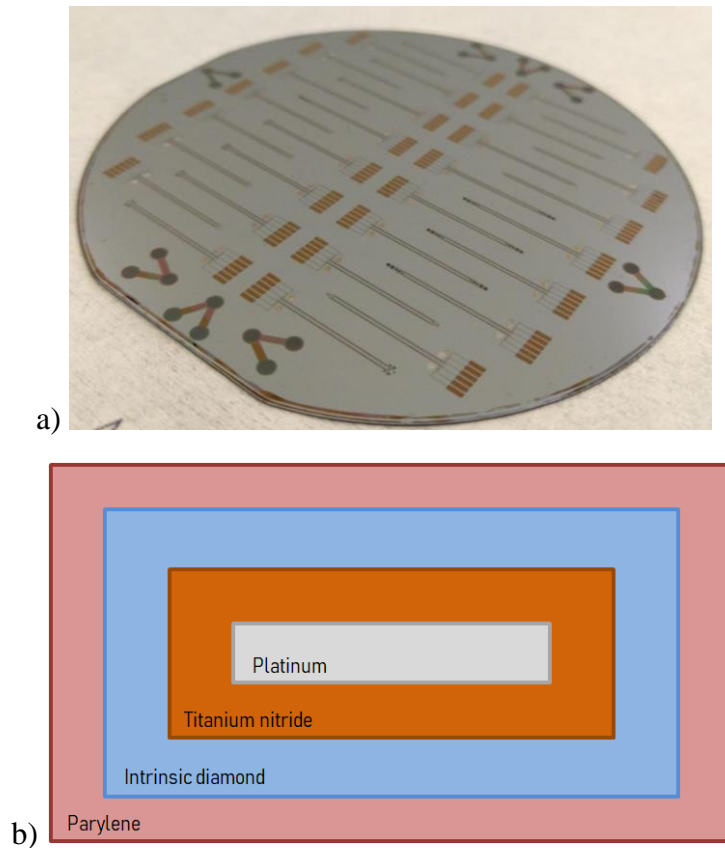 a)
Platinum
Titanium nitride
Intrinsic diamond
Parylene
b)